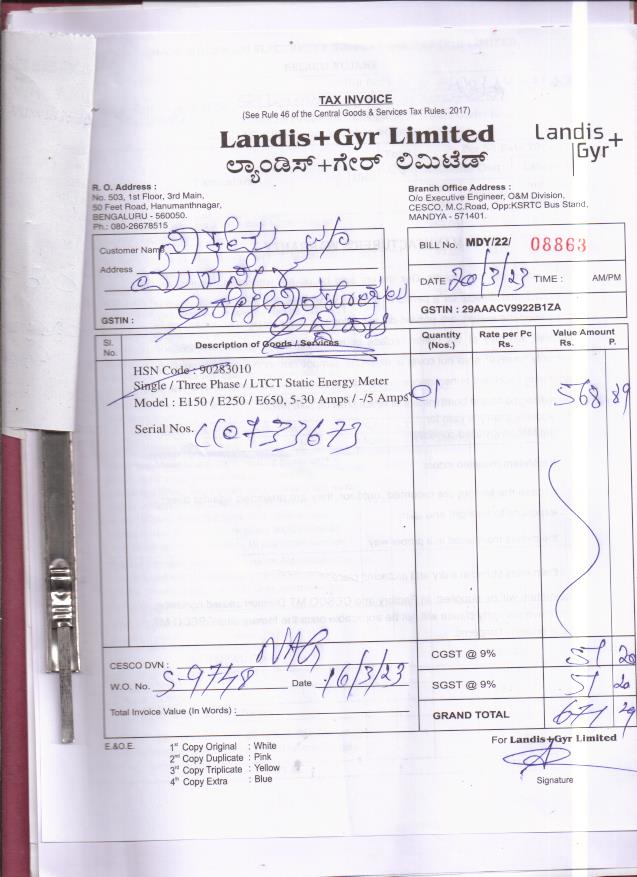 TAX INVOICE
(See Rule 46 of the Central Goods & Services Tax Rules, 2017)
Landis+Gyr Limited
ಲ್ಯಾಂಡಿಸ್+ಗೇರ್ ಲಿಮಿಟೆಡ್
Landis
Gyr+
R. O. Address :
No. 503, 1st Floor, 3rd Main,
50 Feet Road, Hanumanthnagar,
BENGALURU - 560050.
Ph.: 080-26678515
Branch Office Address :
O/o Executive Engineer, O&M Division,
CESCO, M.C.Road, Opp:KSRTC Bus Stand,
MANDYA - 571401.
Customer Name
Address
GSTIN :
BILL No. MDY/22/ 08863
DATE 20/3/23 TIME : AM/PM
GSTIN : 29AAACV9922B1ZA
Sl. No. Description of Goods / Services Quantity (Nos.) Rate per Pc Rs. Value Amount Rs. P.
HSN Code : 90283010
Single / Three Phase / LTCT Static Energy Meter
Model : E150 / E250 / E650, 5-30 Amps / -/5 Amps 01 568 89
Serial Nos. CC0733673
CESCO DVN : NAG
W.O. No. S-9748 Date 16/3/23
Total Invoice Value (In Words) :
CGST @ 9% 51 20
SGST @ 9% 51 20
GRAND TOTAL 671 29
E.&O.E.
1st Copy Original : White
2nd Copy Duplicate : Pink
3rd Copy Triplicate : Yellow
4th Copy Extra : Blue
For Landis+Gyr Limited
Signature